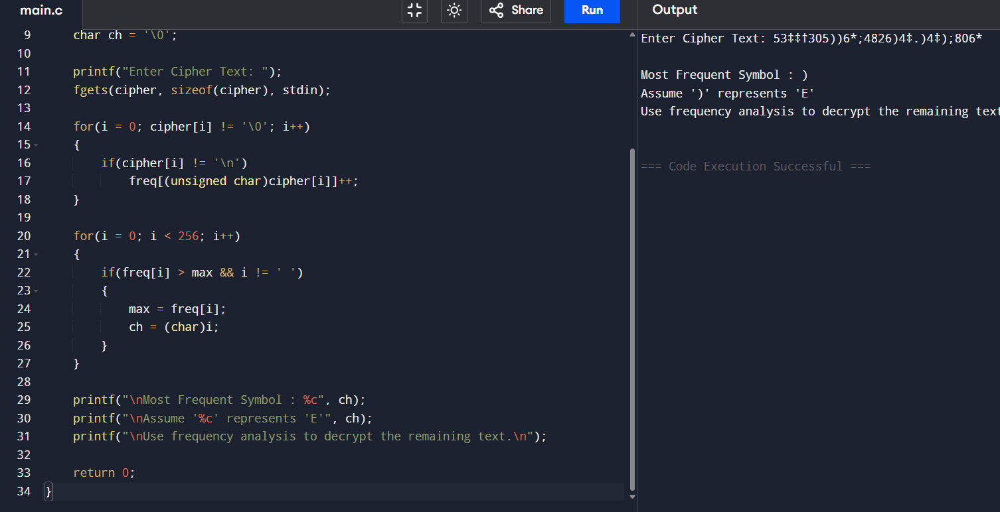 main.c
Share
Run
Output
9 char ch = '\0';
10
11 printf("Enter Cipher Text: ");
12 fgets(cipher, sizeof(cipher), stdin);
13
14 for(i = 0; cipher[i] != '\0'; i++)
15 {
16 if(cipher[i] != '\n')
17 freq[(unsigned char)cipher[i]]++;
18 }
19
20 for(i = 0; i < 256; i++)
21 {
22 if(freq[i] > max && i != ' ')
23 {
24 max = freq[i];
25 ch = (char)i;
26 }
27 }
28
29 printf("\nMost Frequent Symbol : %c", ch);
30 printf("\nAssume '%c' represents 'E'", ch);
31 printf("\nUse frequency analysis to decrypt the remaining text.\n");
32
33 return 0;
34 }
Enter Cipher Text: 53‡‡†305))6*;4826)4‡.)4‡);806*
Most Frequent Symbol : )
Assume ')' represents 'E'
Use frequency analysis to decrypt the remaining text
=== Code Execution Successful ===